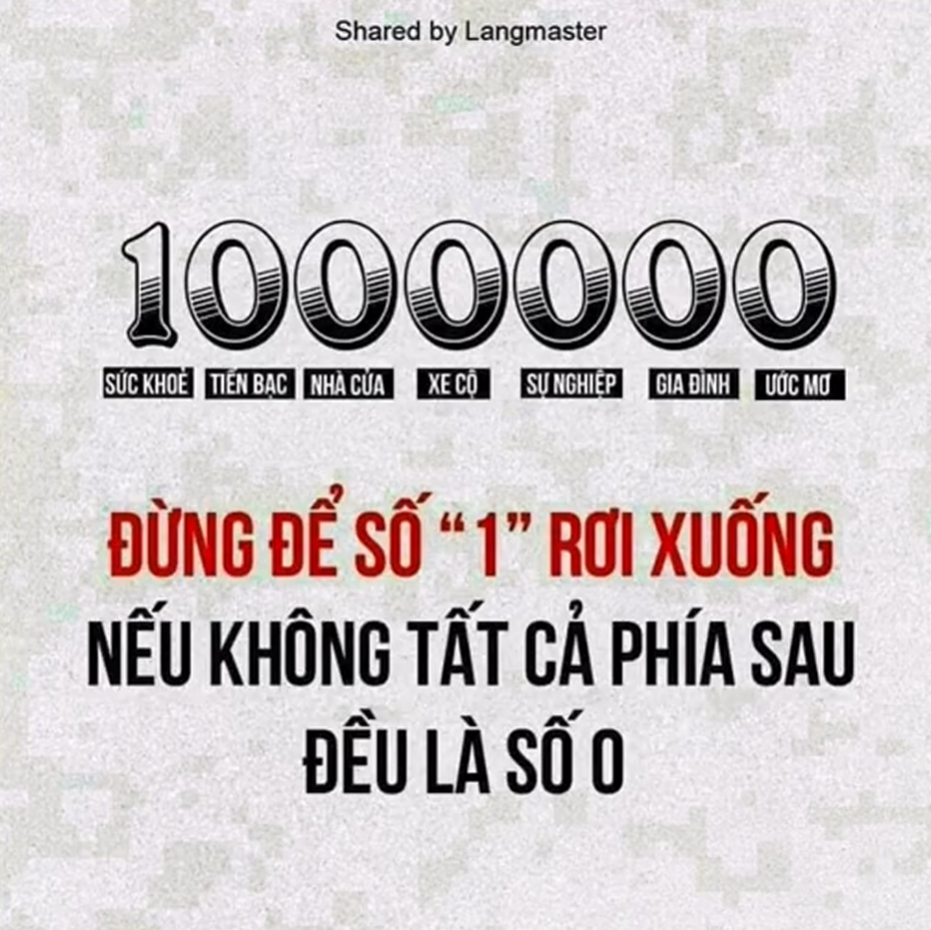 Shared by Langmaster
1000000
SỨC KHOẺ TIỀN BẠC NHÀ CỬA XE CỘ SỰ NGHIỆP GIA ĐÌNH ƯỚC MƠ
ĐỪNG ĐỂ SỐ “1” RƠI XUỐNG
NẾU KHÔNG TẤT CẢ PHÍA SAU
ĐỀU LÀ SỐ 0